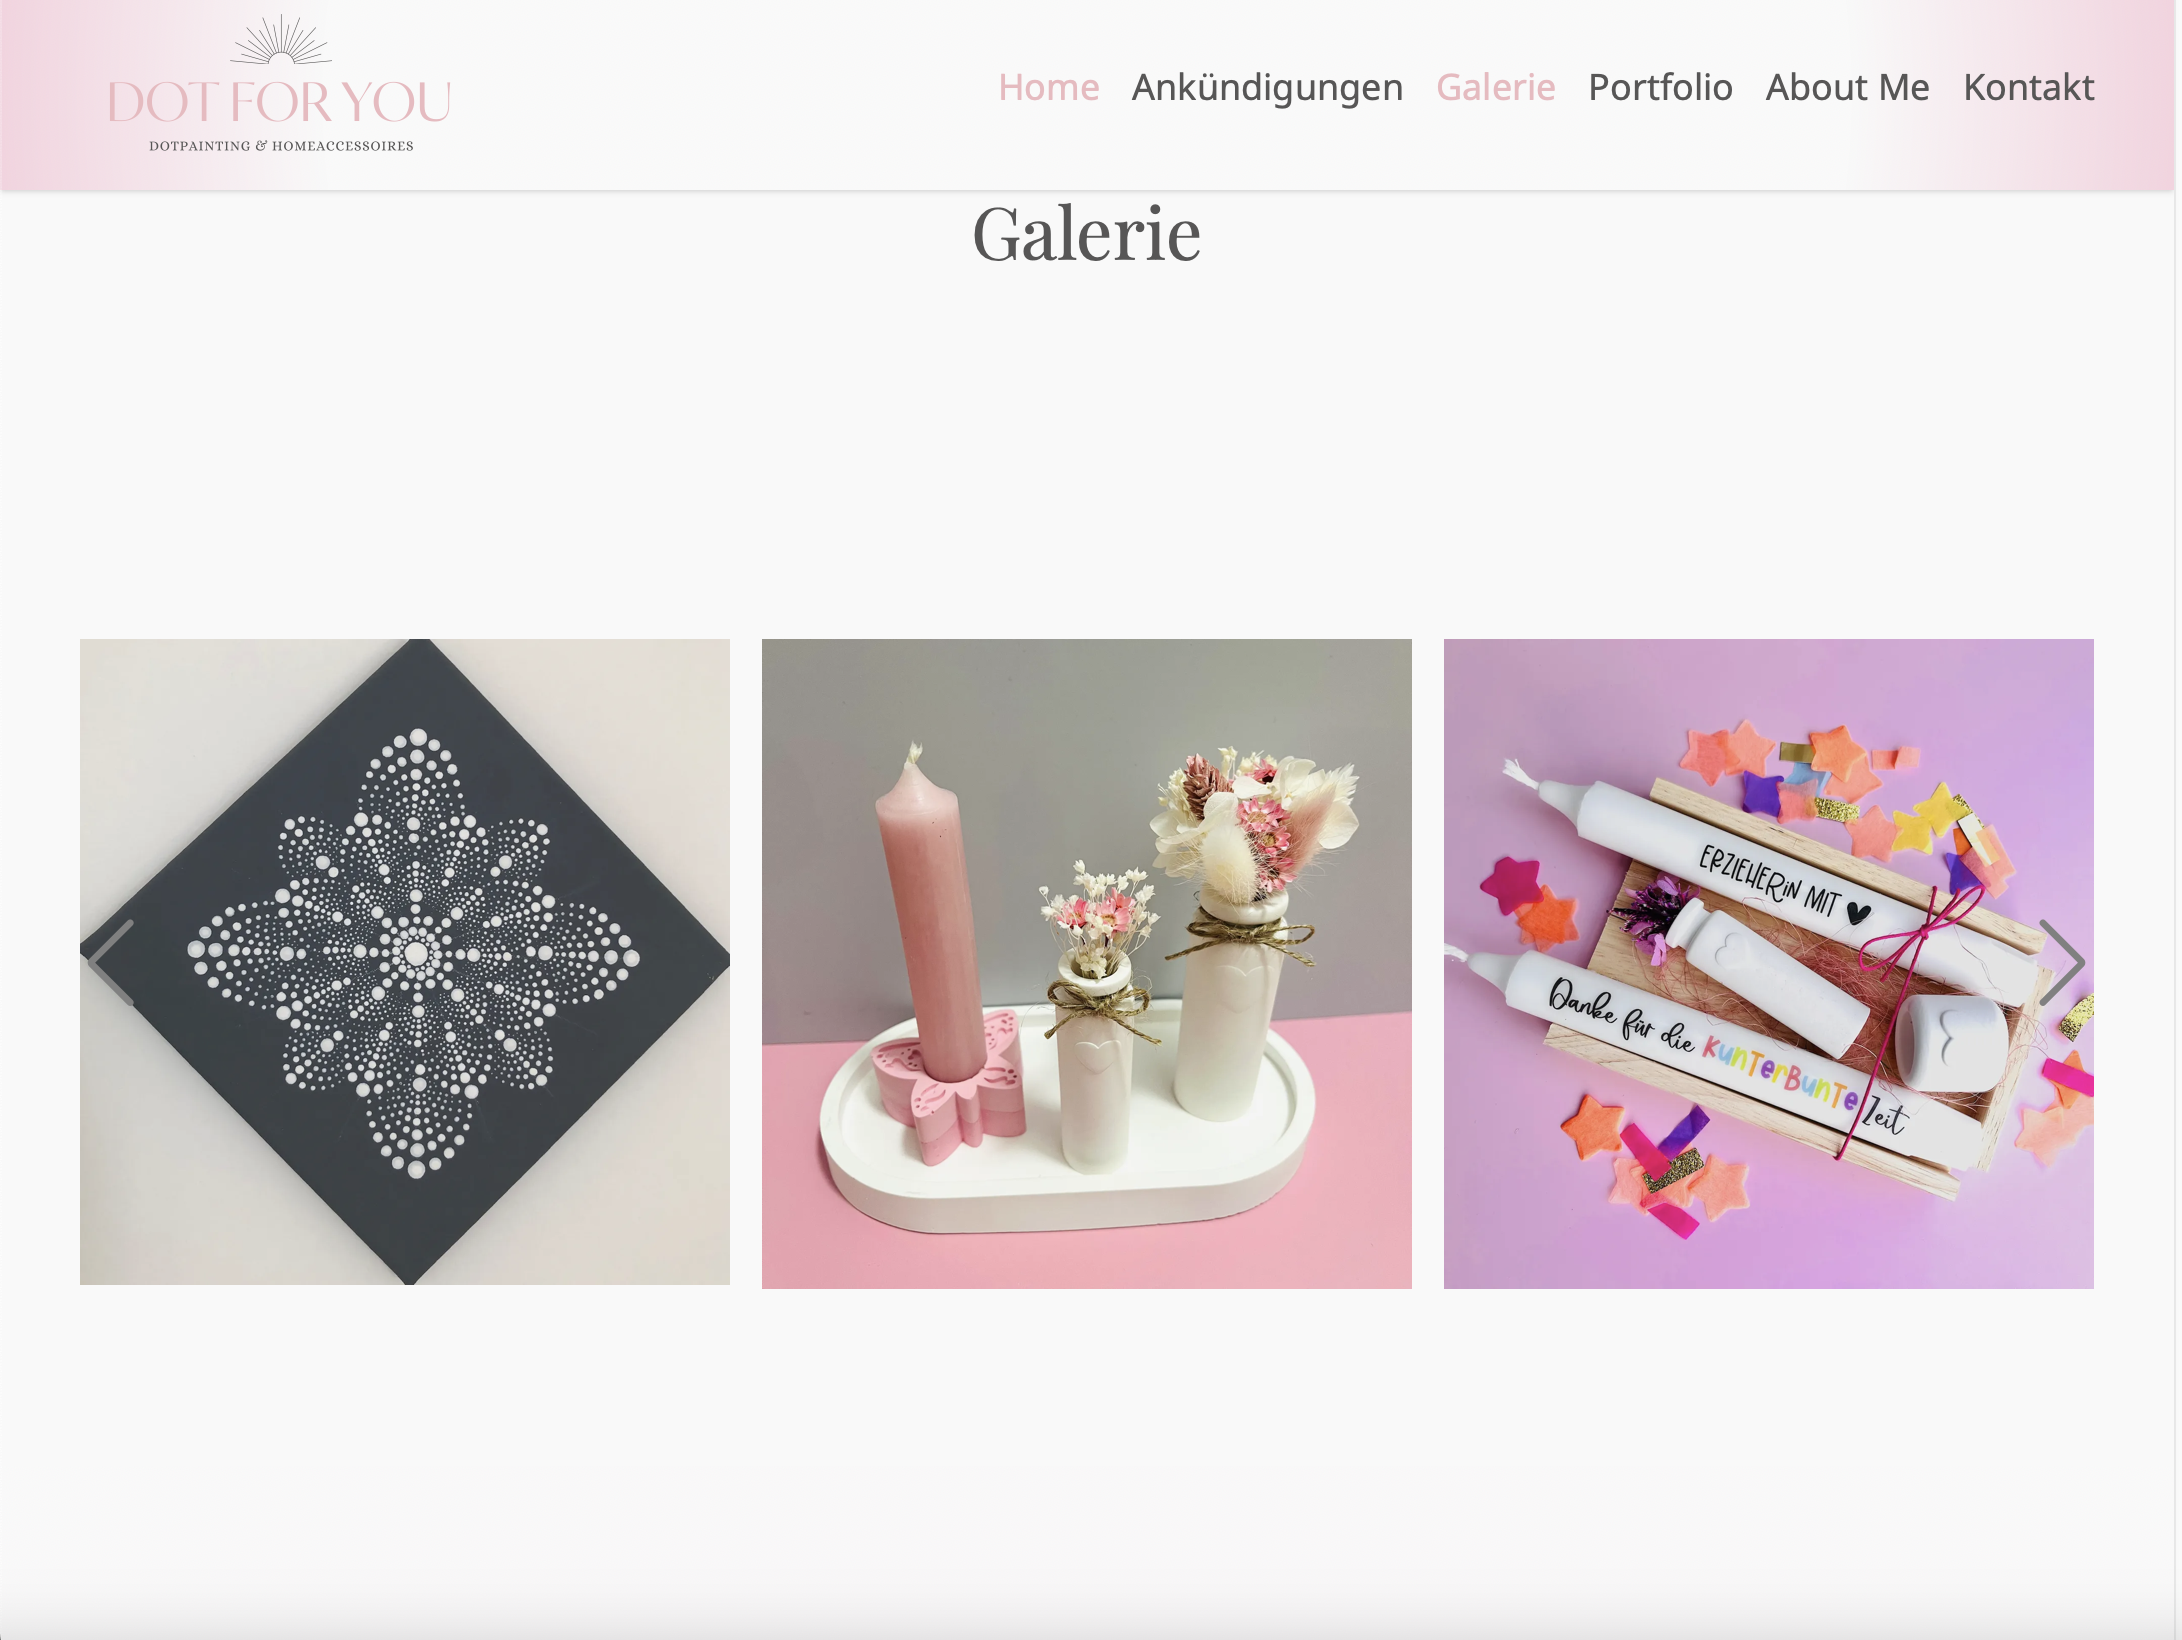 DOT FOR YOU
DOTPAINTING & HOMEACCESSOIRES
Home Ankündigungen Galerie Portfolio About Me Kontakt
Galerie
ERZIEHERIN MIT ♥
Danke für die KUNTERBUNTE Zeit